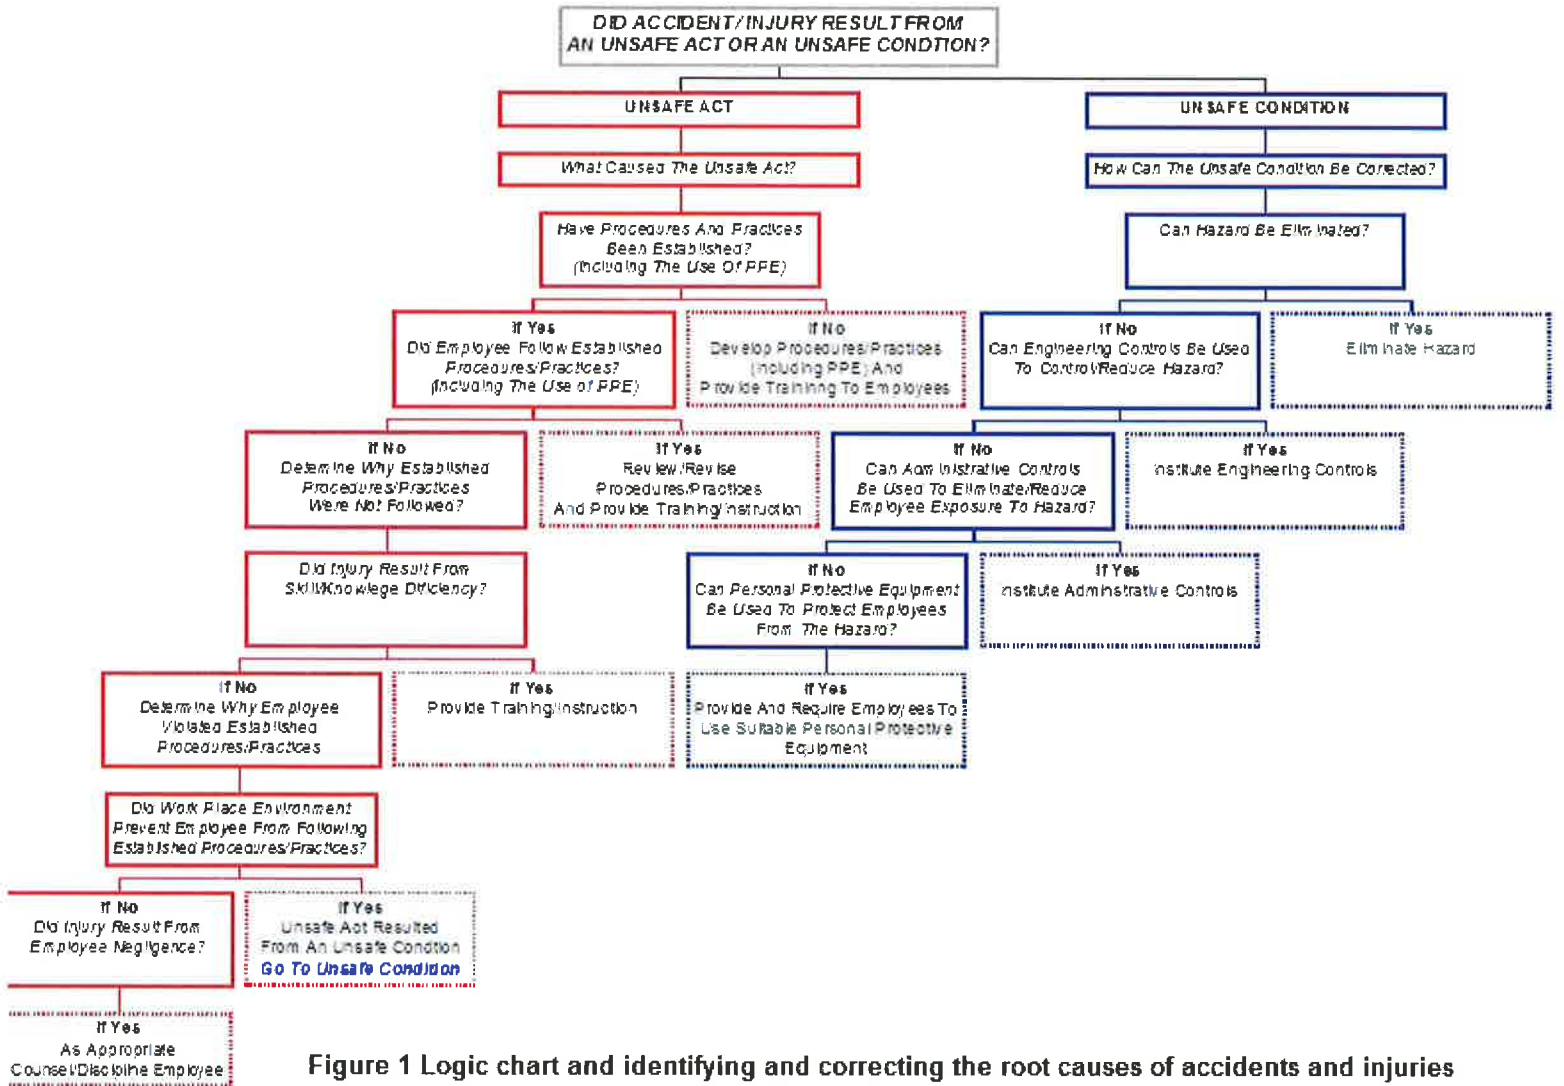 DID ACCIDENT/INJURY RESULT FROM
AN UNSAFE ACT OR AN UNSAFE CONDTION?
UNSAFE ACT
UNSAFE CONDITION
What Caused The Unsafe Act?
How Can The Unsafe Condition Be Corrected?
Have Procedures And Practices
Been Established?
(Including The Use Of PPE)
Can Hazard Be Eliminated?
If Yes
Did Employee Follow Established
Procedures/Practices?
(Including The Use of PPE)
If No
Develop Procedures/Practices
(Including PPE) And
Provide Training To Employees
If No
Can Engineering Controls Be Used
To Control/Reduce Hazard?
If Yes
Eliminate Hazard
If No
Determine Why Established
Procedures/Practices
Were Not Followed?
If Yes
Review/Revise
Procedures/Practices
And Provide Training/Instruction
If No
Can Administrative Controls
Be Used To Eliminate/Reduce
Employee Exposure To Hazard?
If Yes
Institute Engineering Controls
Did Injury Result From
Skill/Knowlege Dificiency?
If No
Can Personal Protective Equipment
Be Used To Protect Employees
From The Hazard?
If Yes
Institute Adminstrative Controls
If No
Determine Why Employee
Violated Established
Procedures/Practices
If Yes
Provide Training/Instruction
If Yes
Provide And Require Employees To
Use Suitable Personal Protective
Equipment
Did Work Place Environment
Prevent Employee From Following
Established Procedures/Practices?
If No
Did Injury Result From
Employee Negligence?
If Yes
Unsafe Act Resulted
From An Unsafe Condtion
Go To Unsafe Condition
If Yes
As Appropriate
Counsel/Discipline Employee
Figure 1 Logic chart and identifying and correcting the root causes of accidents and injuries